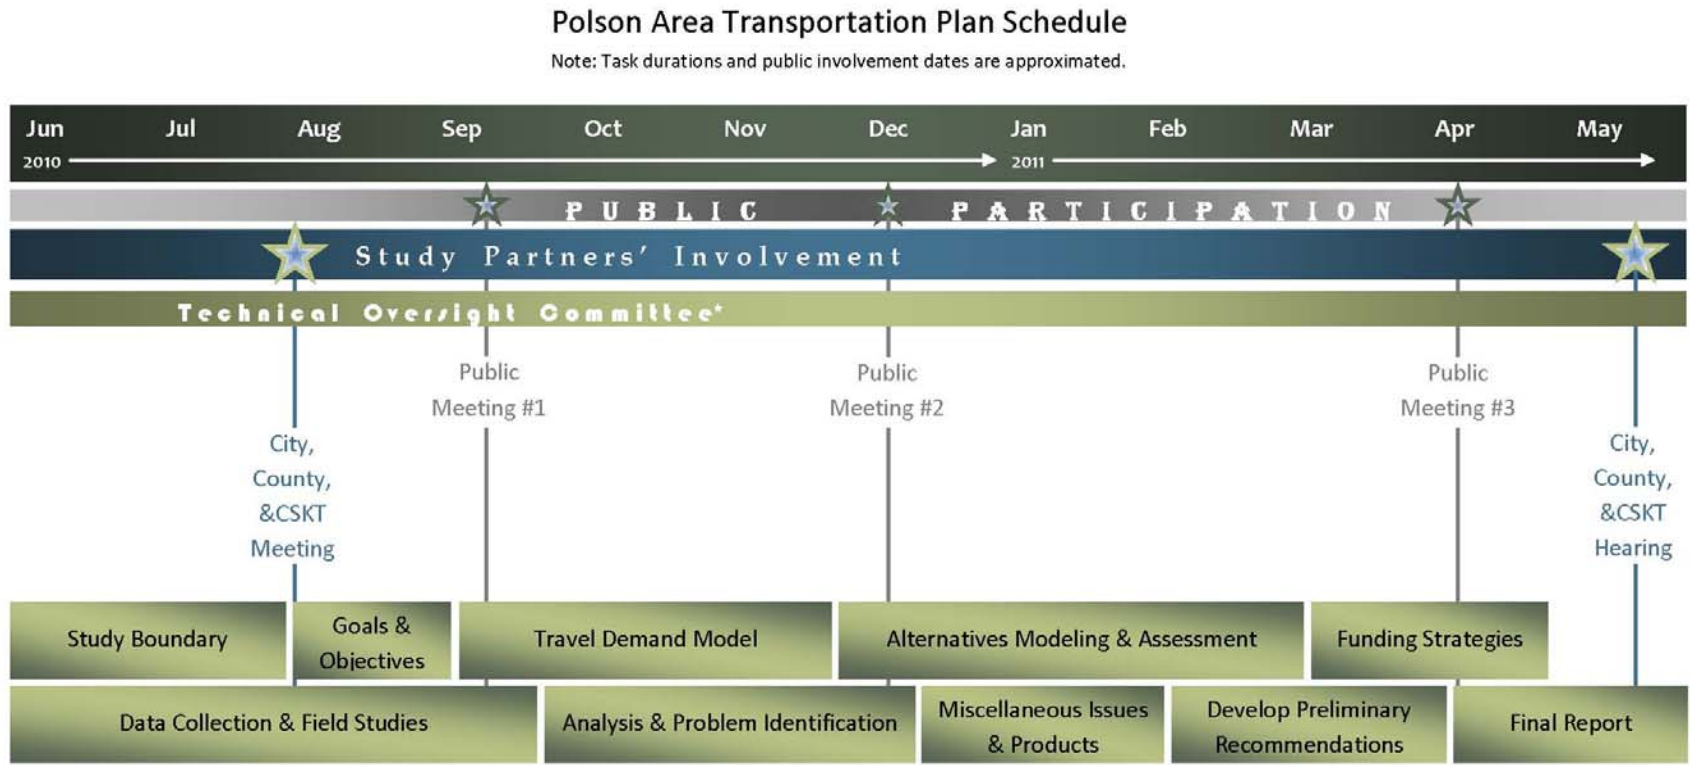 Polson Area Transportation Plan Schedule
Note: Task durations and public involvement dates are approximated.
Jun Jul Aug Sep Oct Nov Dec Jan Feb Mar Apr May
2010 2011
PUBLIC PARTICIPATION
Study Partners' Involvement
Technical Oversight Committee*
Public
Meeting #1
Public
Meeting #2
Public
Meeting #3
City,
County,
&CSKT
Meeting
City,
County,
&CSKT
Hearing
Study Boundary
Goals &
Objectives
Travel Demand Model
Alternatives Modeling & Assessment
Funding Strategies
Data Collection & Field Studies
Analysis & Problem Identification
Miscellaneous Issues
& Products
Develop Preliminary
Recommendations
Final Report